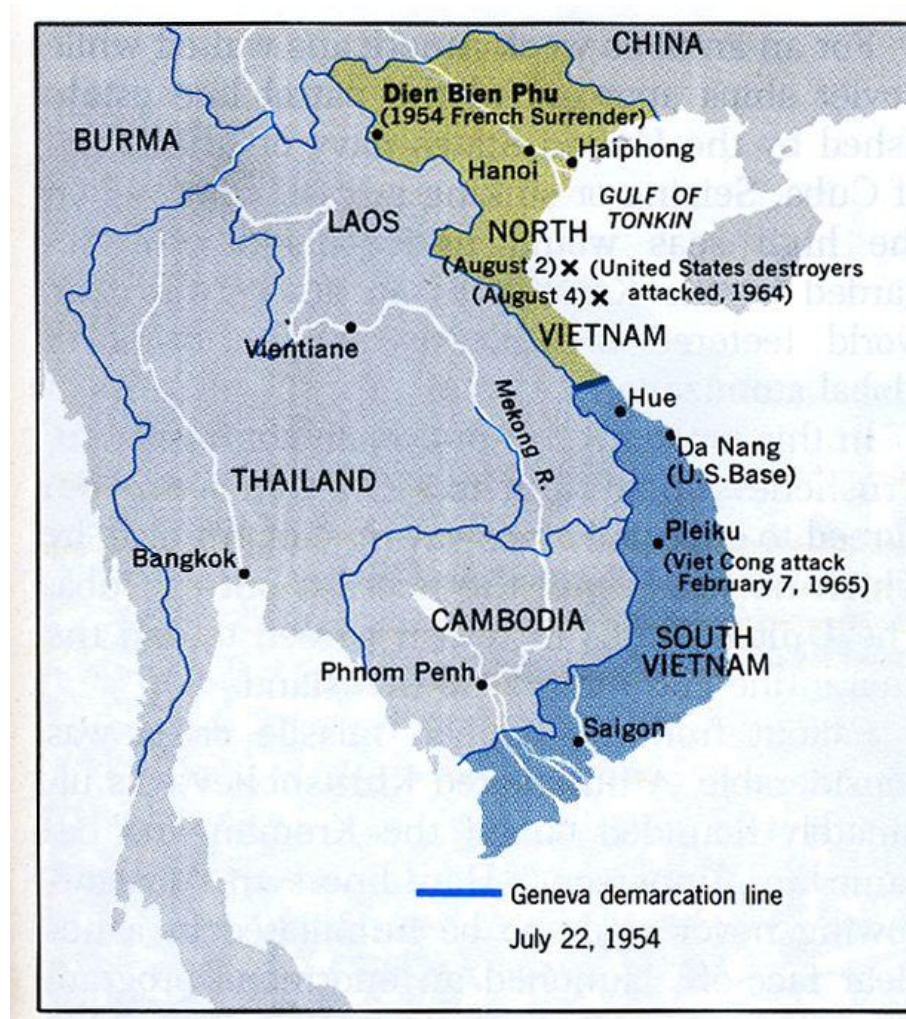 CHINA
Dien Bien Phu
(1954 French Surrender)
BURMA
Haiphong
Hanoi
GULF OF
TONKIN
LAOS
NORTH
(August 2) × (United States destroyers
(August 4) × attacked, 1964)
VIETNAM
Vientiane
Hue
Mekong R.
Da Nang
(U.S. Base)
THAILAND
Pleiku
(Viet Cong attack
February 7, 1965)
Bangkok
CAMBODIA
SOUTH
VIETNAM
Phnom Penh
Saigon
Geneva demarcation line
July 22, 1954